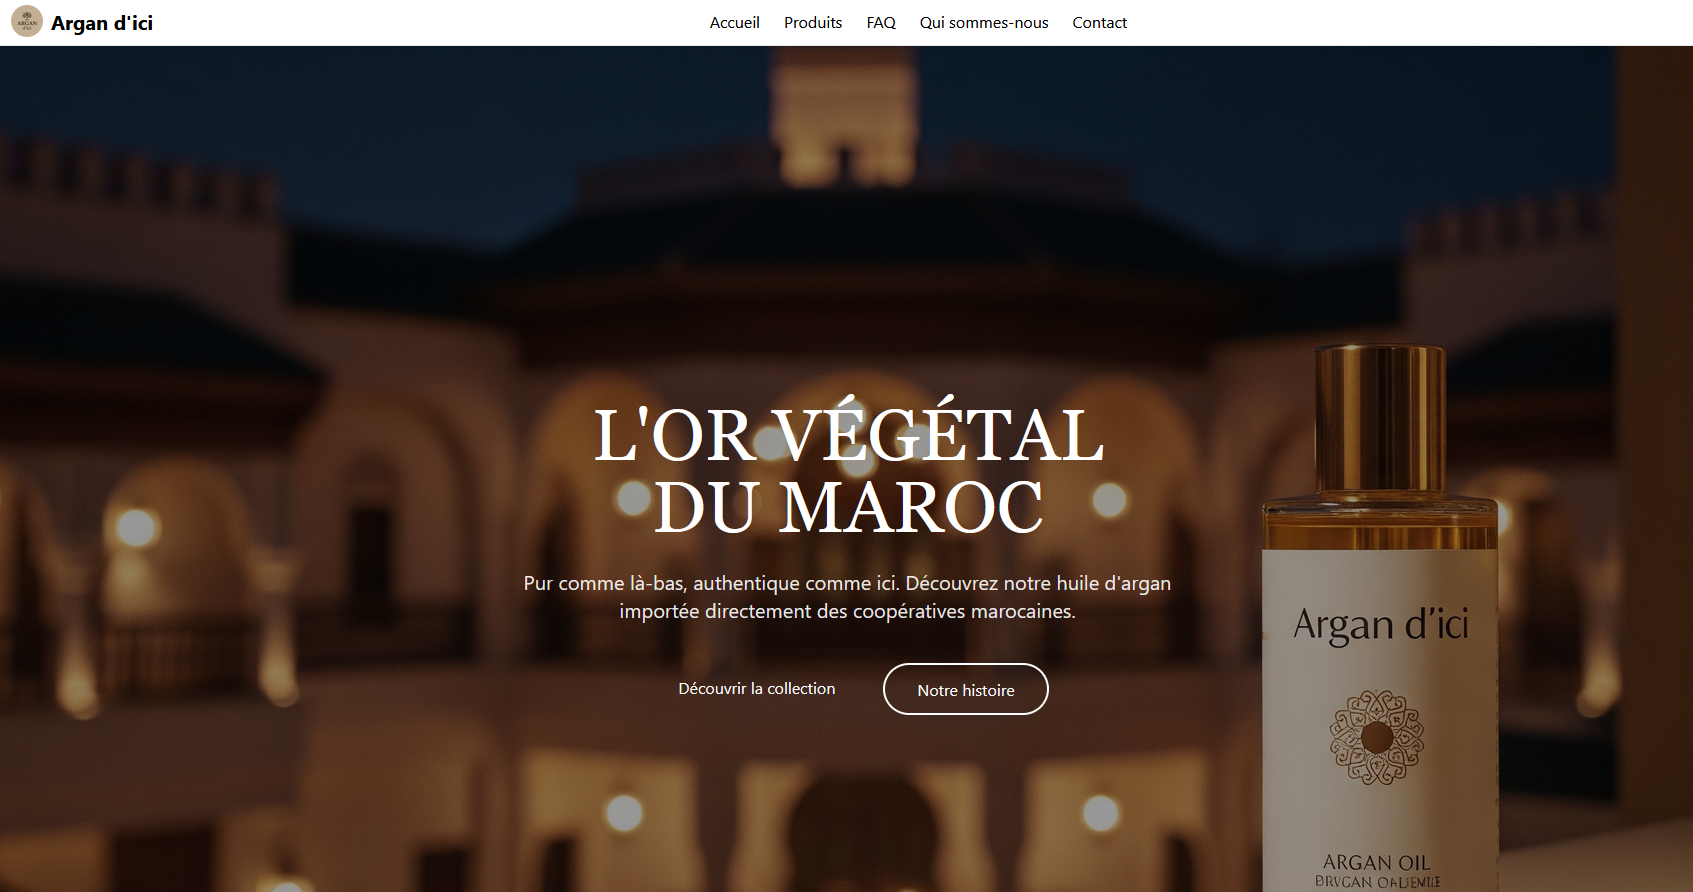 ARGAN
d'ici
Argan d'ici
Accueil
Produits
FAQ
Qui sommes-nous
Contact
L'OR VÉGÉTAL
DU MAROC
Pur comme là-bas, authentique comme ici. Découvrez notre huile d'argan
importée directement des coopératives marocaines.
Découvrir la collection
Notre histoire
Argan d'ici
ARGAN OIL